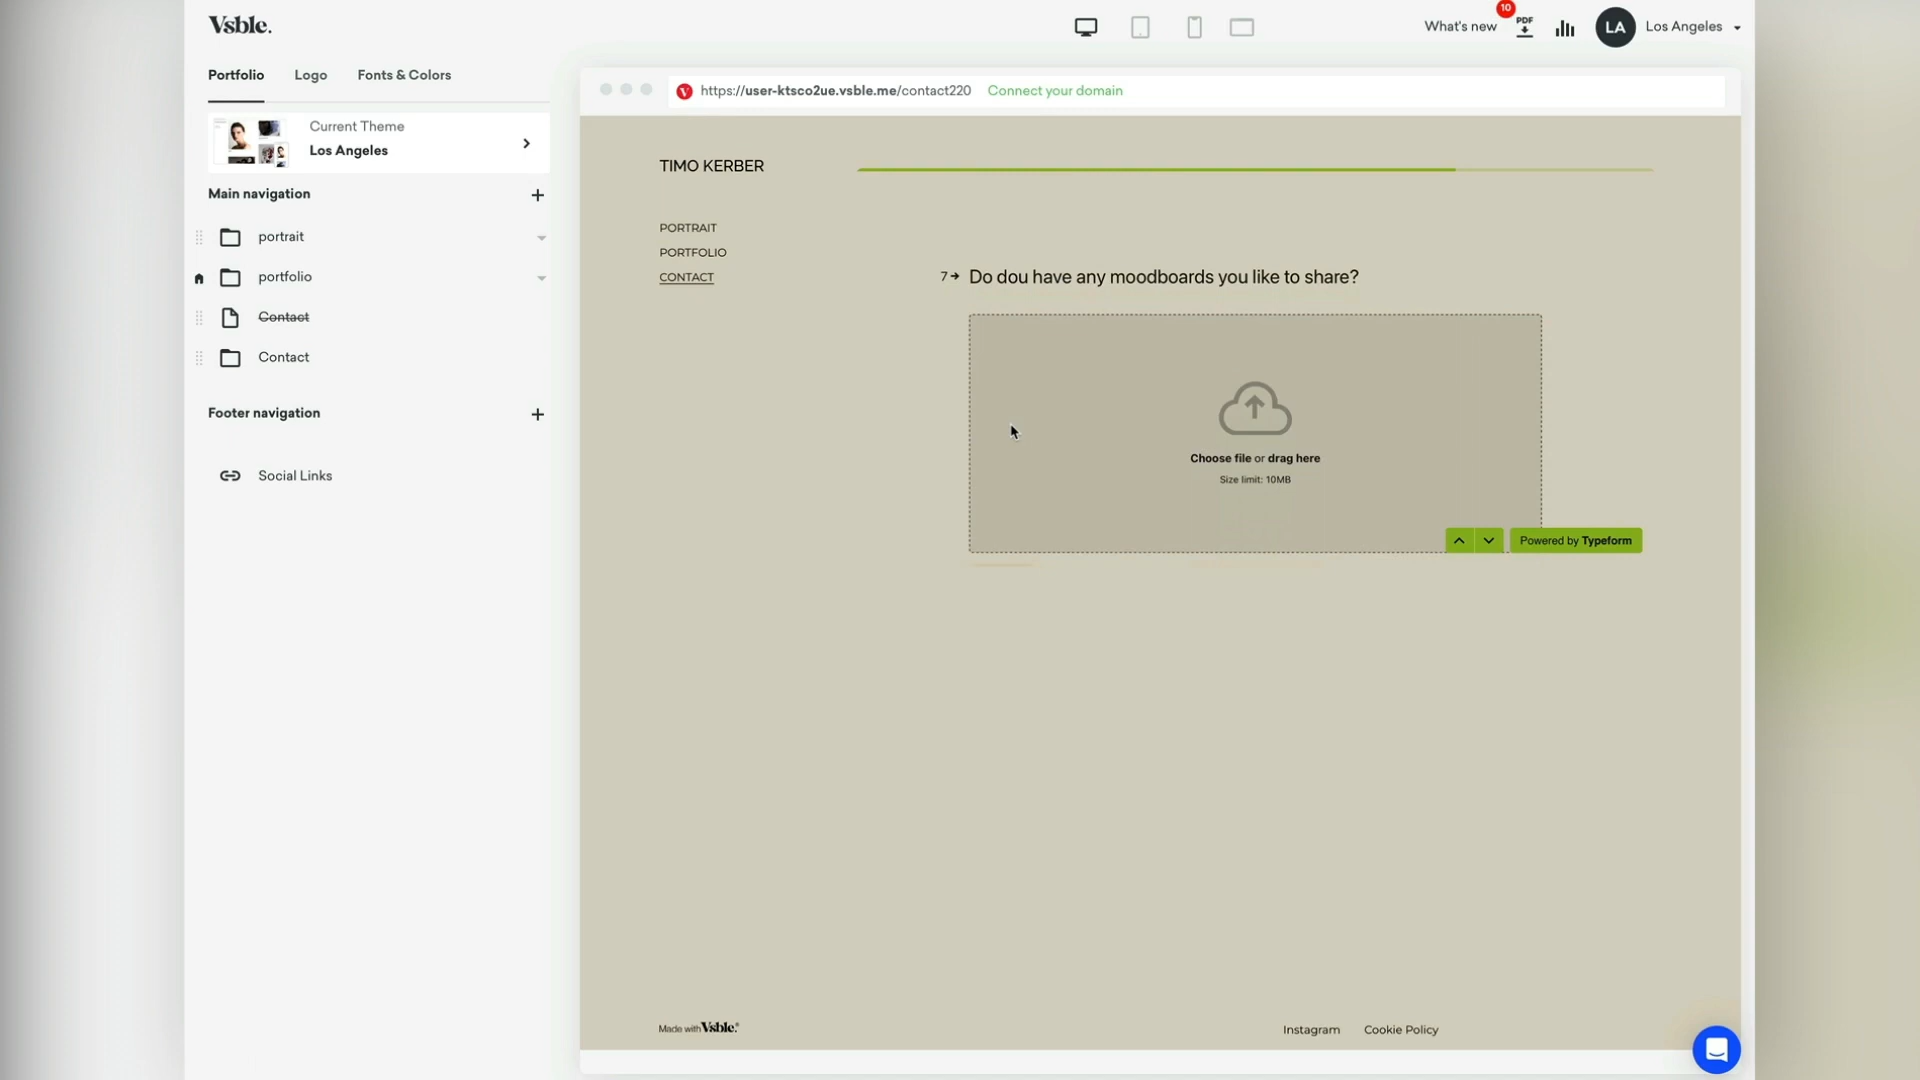 Vsble.
What's new
10
PDF
LA
Los Angeles
Portfolio
Logo
Fonts & Colors
V
https://user-ktsco2ue.vsble.me/contact220
Connect your domain
Current Theme
Los Angeles
Main navigation
portrait
portfolio
Contact
Contact
Footer navigation
Social Links
TIMO KERBER
PORTRAIT
PORTFOLIO
CONTACT
7 Do dou have any moodboards you like to share?
Choose file or drag here
Size limit: 10MB
Powered by Typeform
Made with Vsble.®
Instagram
Cookie Policy